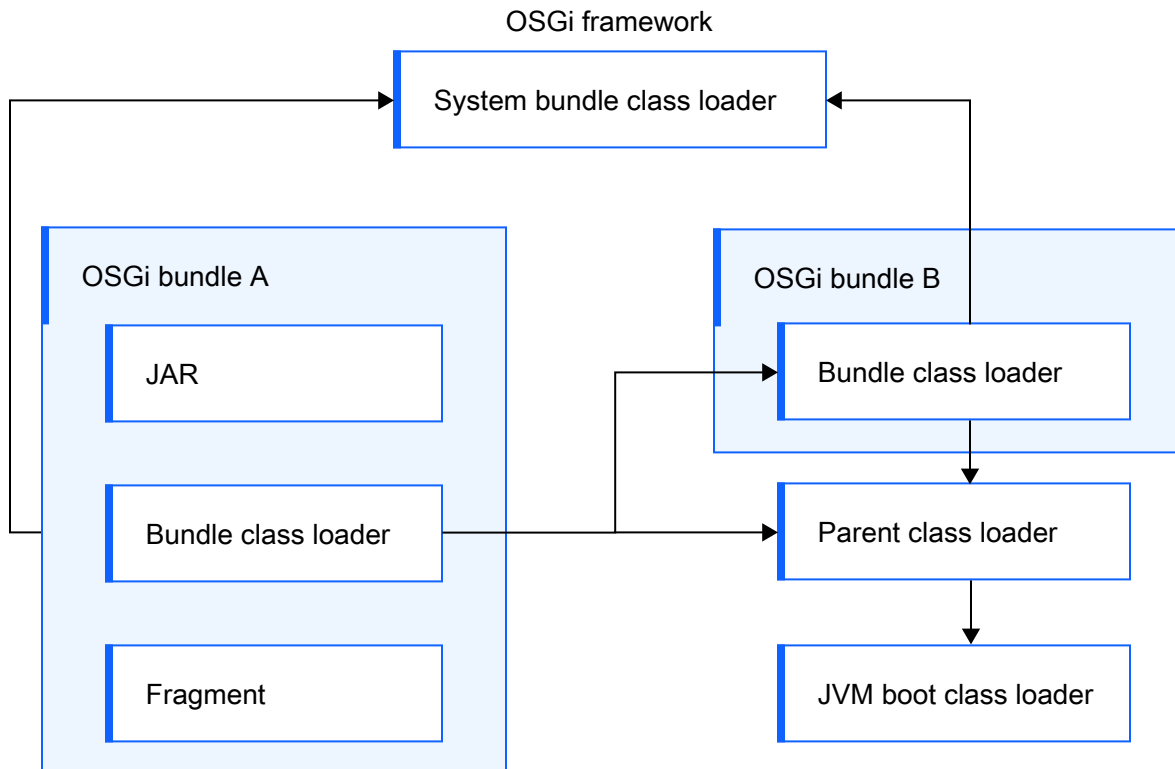 OSGi framework
System bundle class loader
OSGi bundle A
JAR
Bundle class loader
Fragment
OSGi bundle B
Bundle class loader
Parent class loader
JVM boot class loader